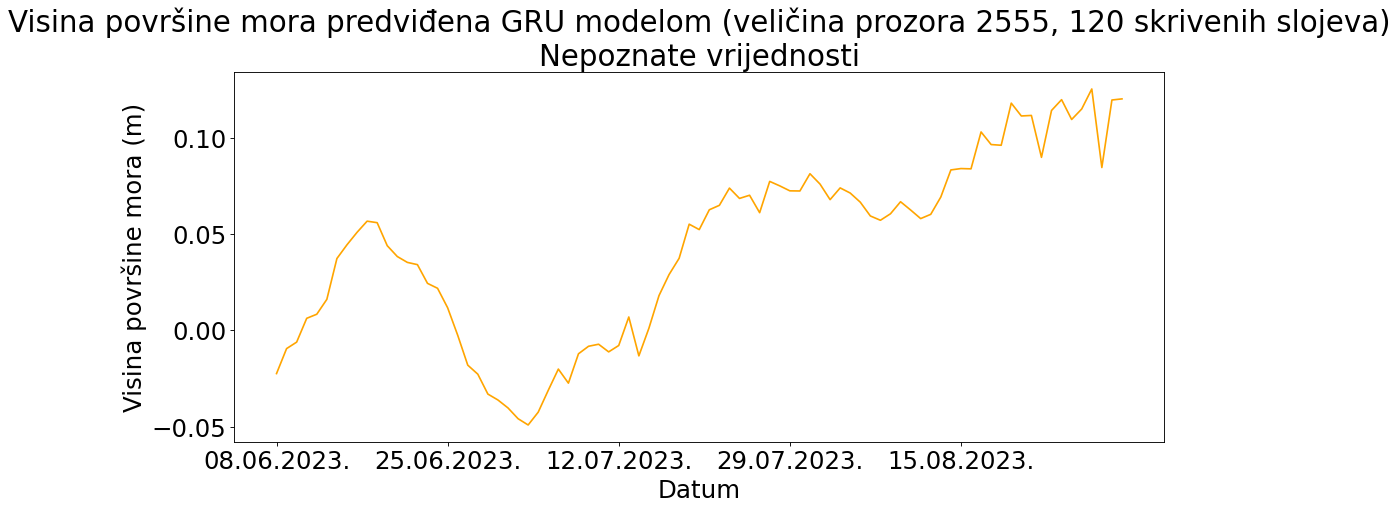 Visina površine mora predviđena GRU modelom (veličina prozora 2555, 120 skrivenih slojeva)
Nepoznate vrijednosti
Visina površine mora (m)
0.10
0.05
0.00
−0.05
08.06.2023. 25.06.2023. 12.07.2023. 29.07.2023. 15.08.2023.
Datum